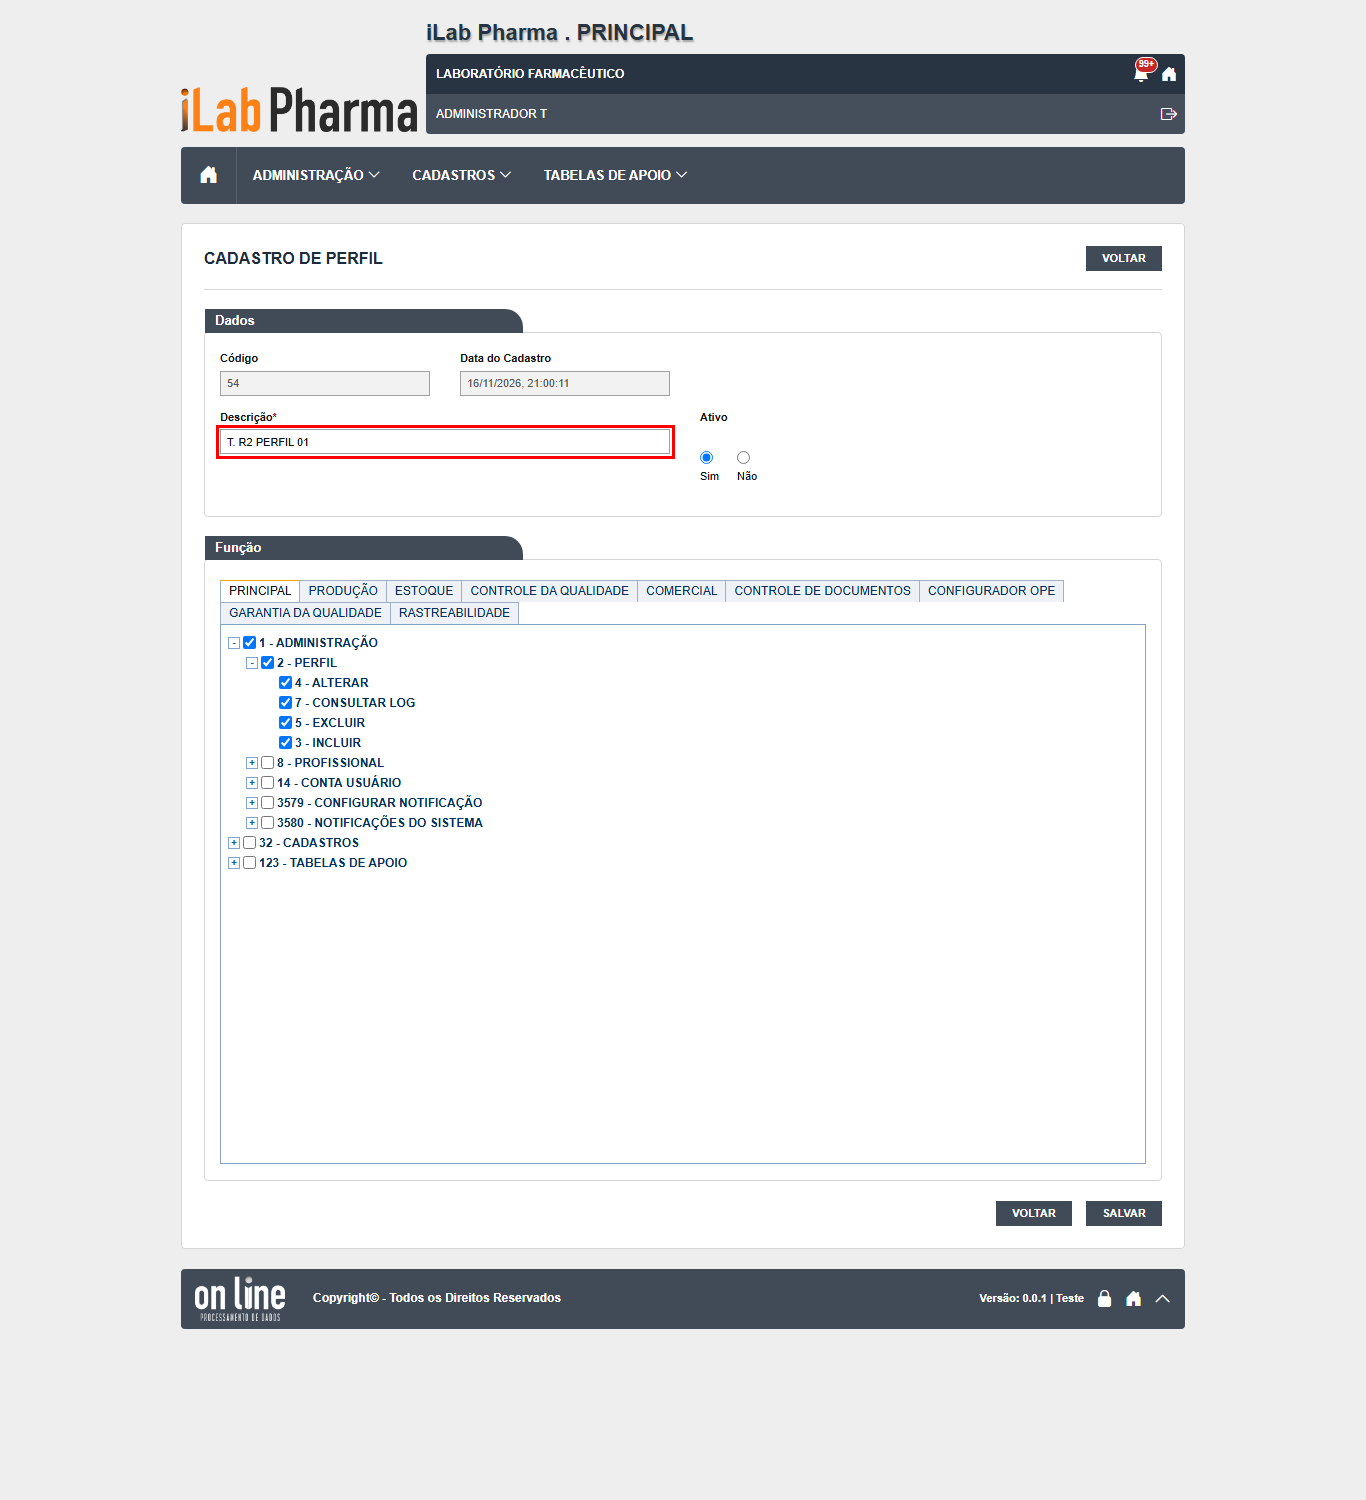 iLab Pharma . PRINCIPAL
LABORATÓRIO FARMACÊUTICO
99+
iLab Pharma
ADMINISTRADOR T
ADMINISTRAÇÃO
CADASTROS
TABELAS DE APOIO
CADASTRO DE PERFIL
VOLTAR
Dados
Código
Data do Cadastro
54
16/11/2026, 21:00:11
Descrição*
Ativo
T. R2 PERFIL 01
Sim
Não
Função
PRINCIPAL
PRODUÇÃO
ESTOQUE
CONTROLE DA QUALIDADE
COMERCIAL
CONTROLE DE DOCUMENTOS
CONFIGURADOR OPE
GARANTIA DA QUALIDADE
RASTREABILIDADE
1 - ADMINISTRAÇÃO
2 - PERFIL
4 - ALTERAR
7 - CONSULTAR LOG
5 - EXCLUIR
3 - INCLUIR
8 - PROFISSIONAL
14 - CONTA USUÁRIO
3579 - CONFIGURAR NOTIFICAÇÃO
3580 - NOTIFICAÇÕES DO SISTEMA
32 - CADASTROS
123 - TABELAS DE APOIO
VOLTAR
SALVAR
on line
PROCESSAMENTO DE DADOS
Copyright© - Todos os Direitos Reservados
Versão: 0.0.1 | Teste